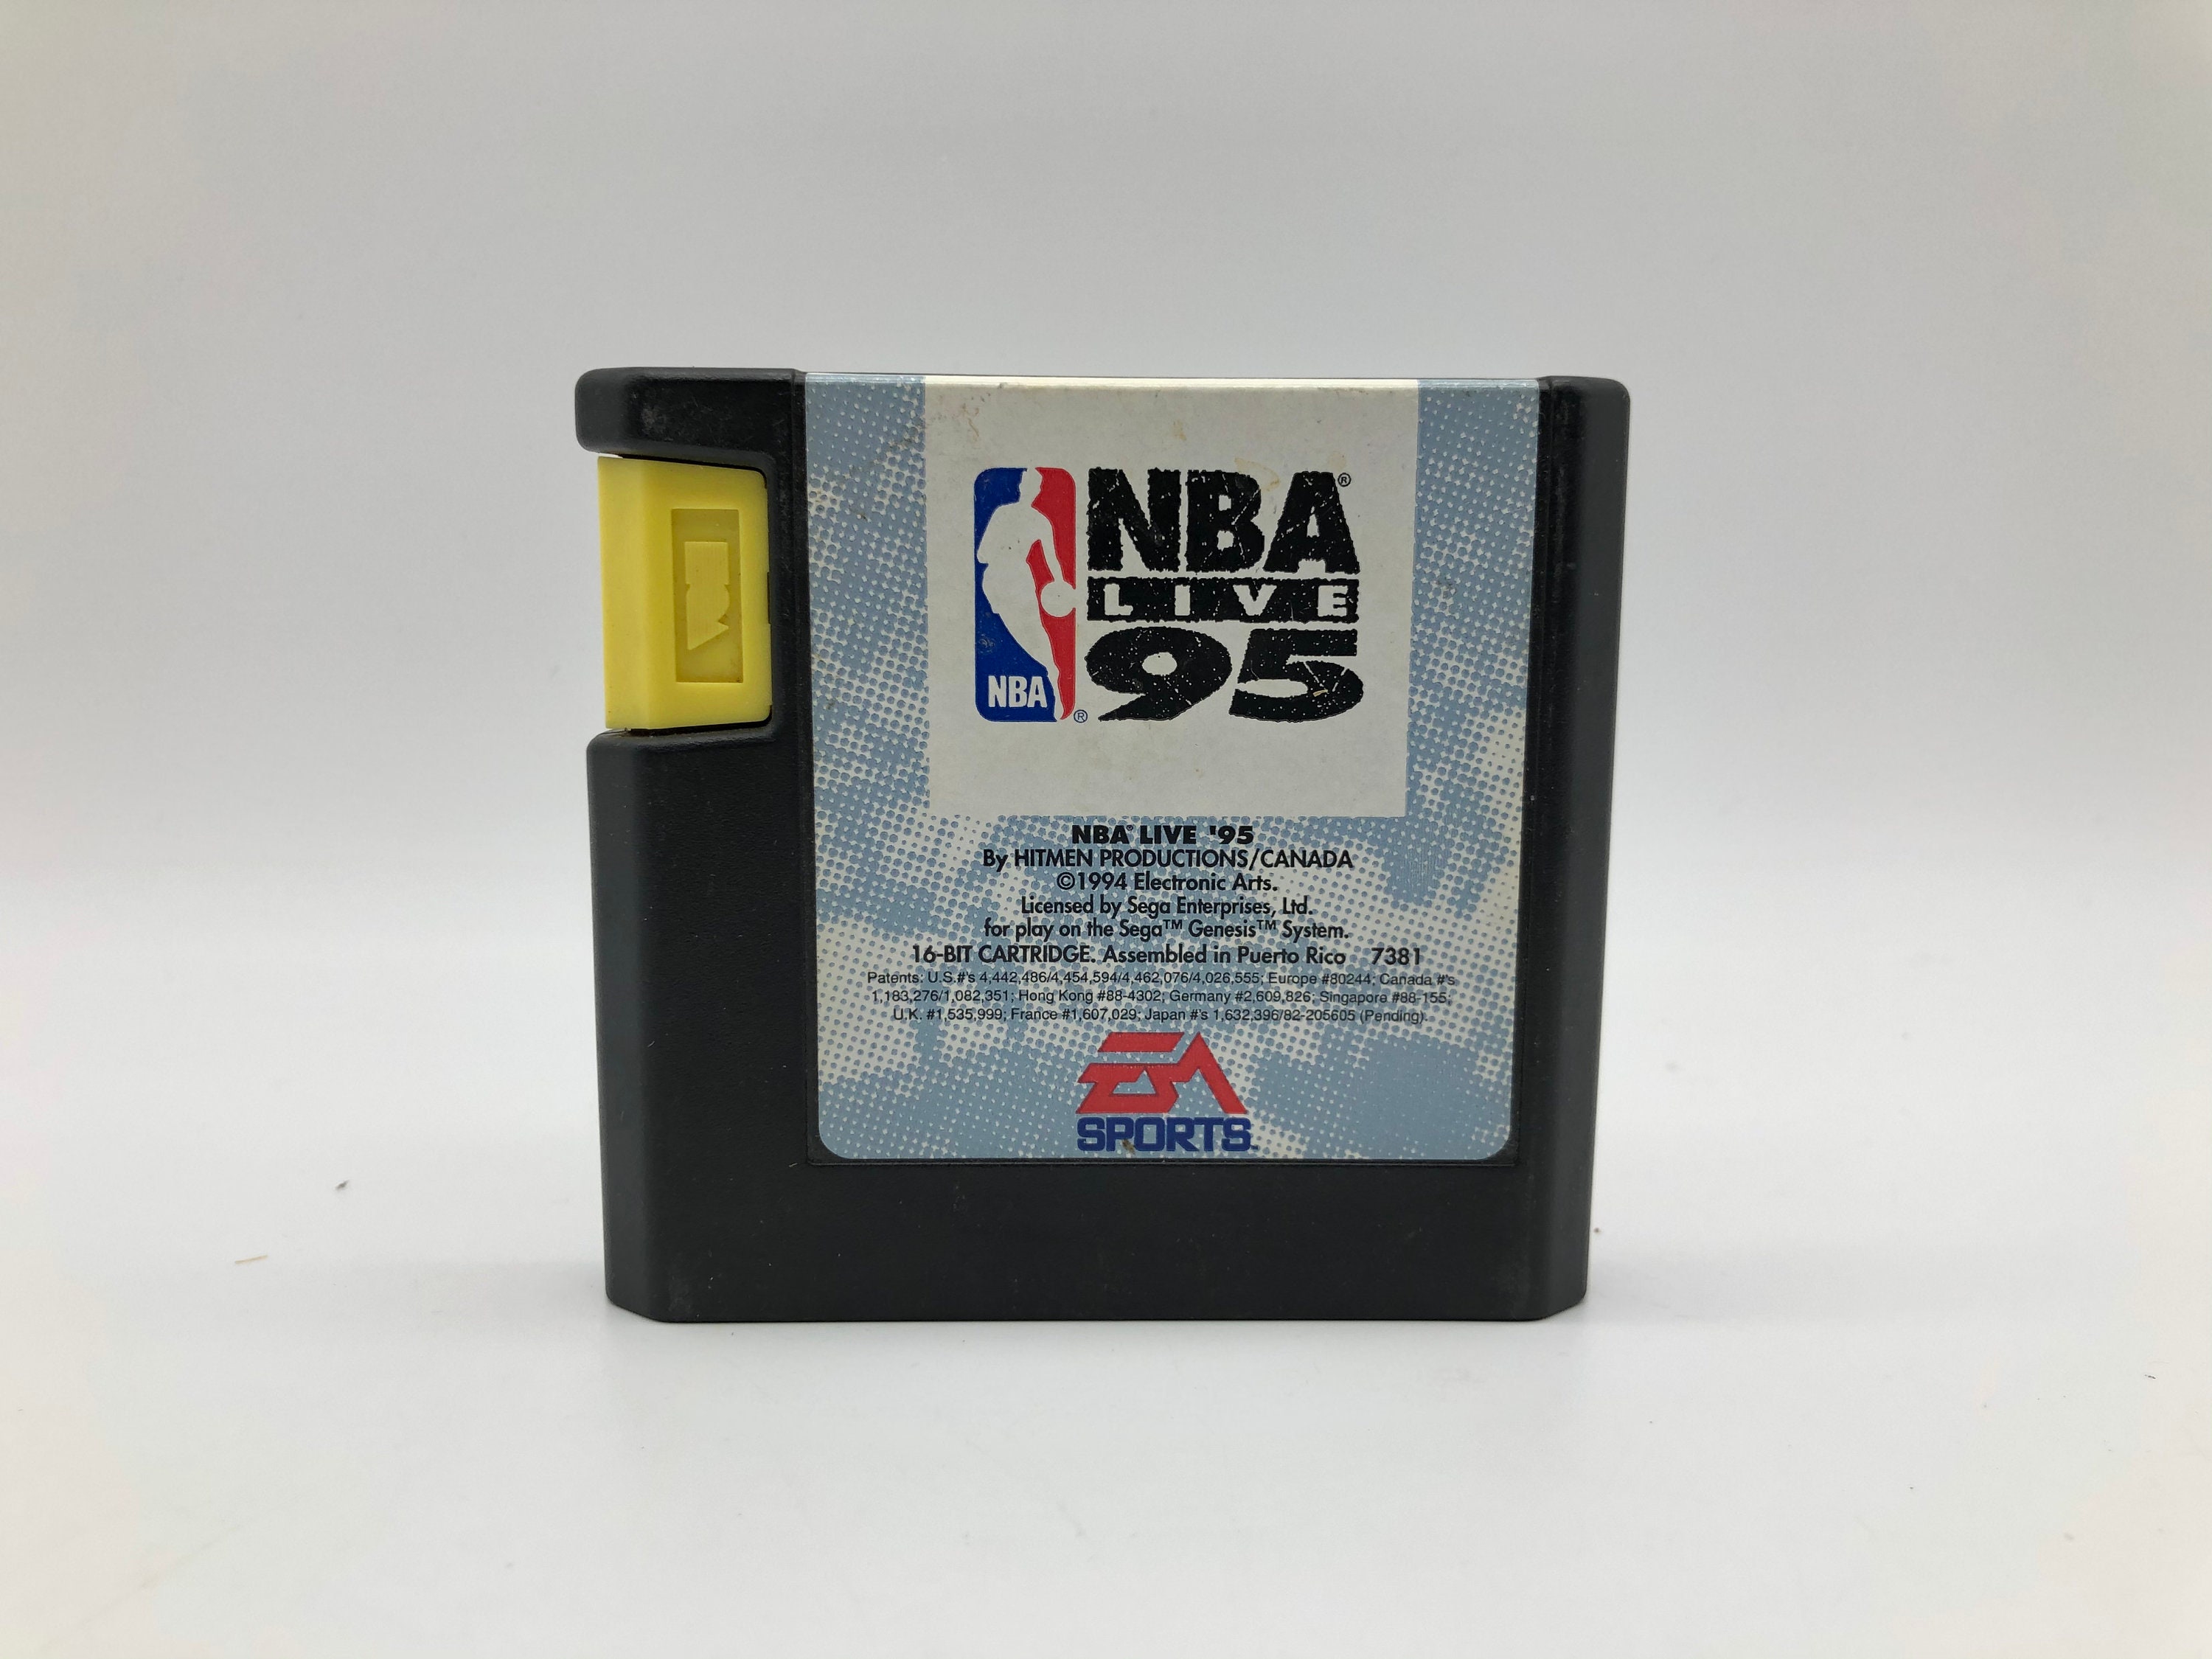 NBA®
LIVE
95
NBA
®
NBA® LIVE '95
By HITMEN PRODUCTIONS/CANADA
©1994 Electronic Arts.
Licensed by Sega Enterprises, Ltd.
for play on the Sega™ Genesis™ System.
16-BIT CARTRIDGE. Assembled in Puerto Rico 7381
Patents: U.S.#'s 4,442,486/4,454,594/4,462,076/4,026,555; Europe #80244; Canada #'s
1,183,276/1,082,351; Hong Kong #88-4302; Germany #2,609,826; Singapore #88-155;
U.K. #1,535,999; France #1,607,029; Japan #'s 1,632,396/82-205605 (Pending).
EA
SPORTS™